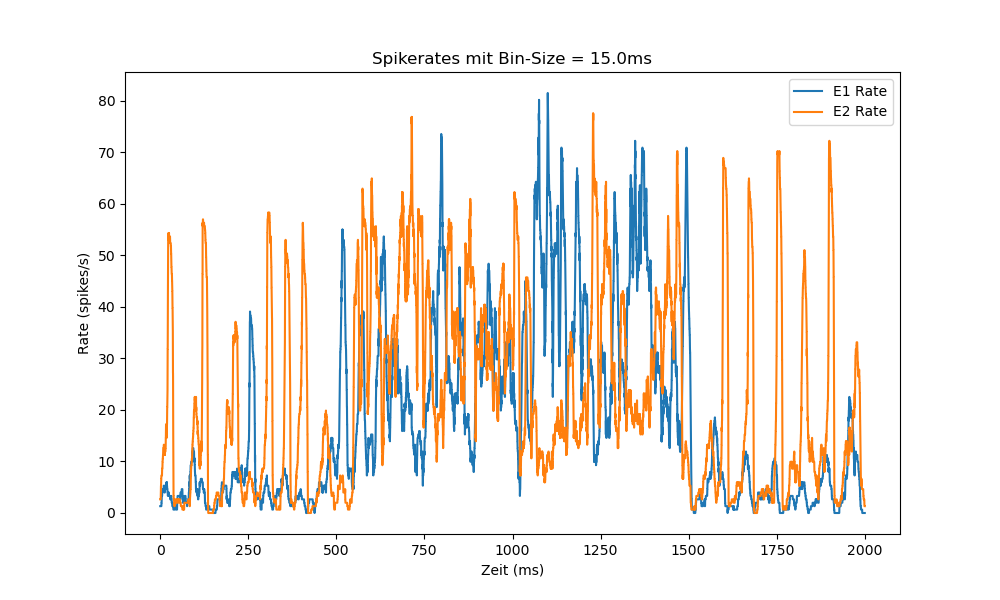 Spikerates mit Bin-Size = 15.0ms
E1 Rate
E2 Rate
Rate (spikes/s)
80
70
60
50
40
30
20
10
0
0 250 500 750 1000 1250 1500 1750 2000
Zeit (ms)